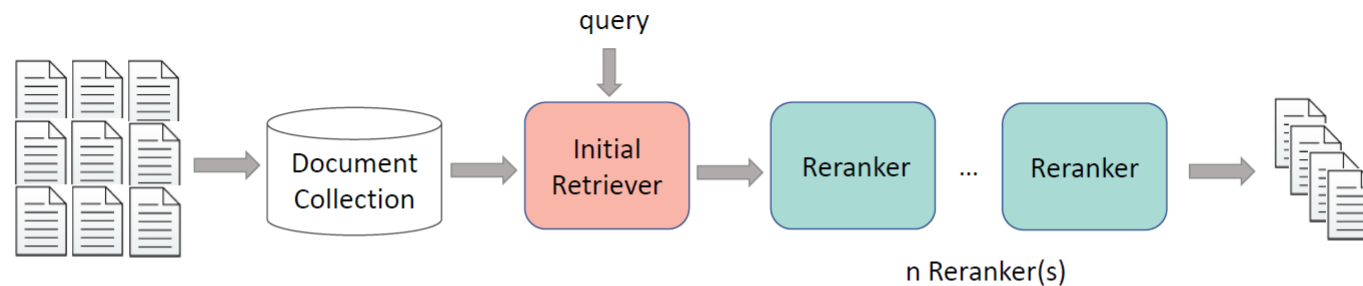 query
Document
Collection
Initial
Retriever
Reranker
...
Reranker
n Reranker(s)